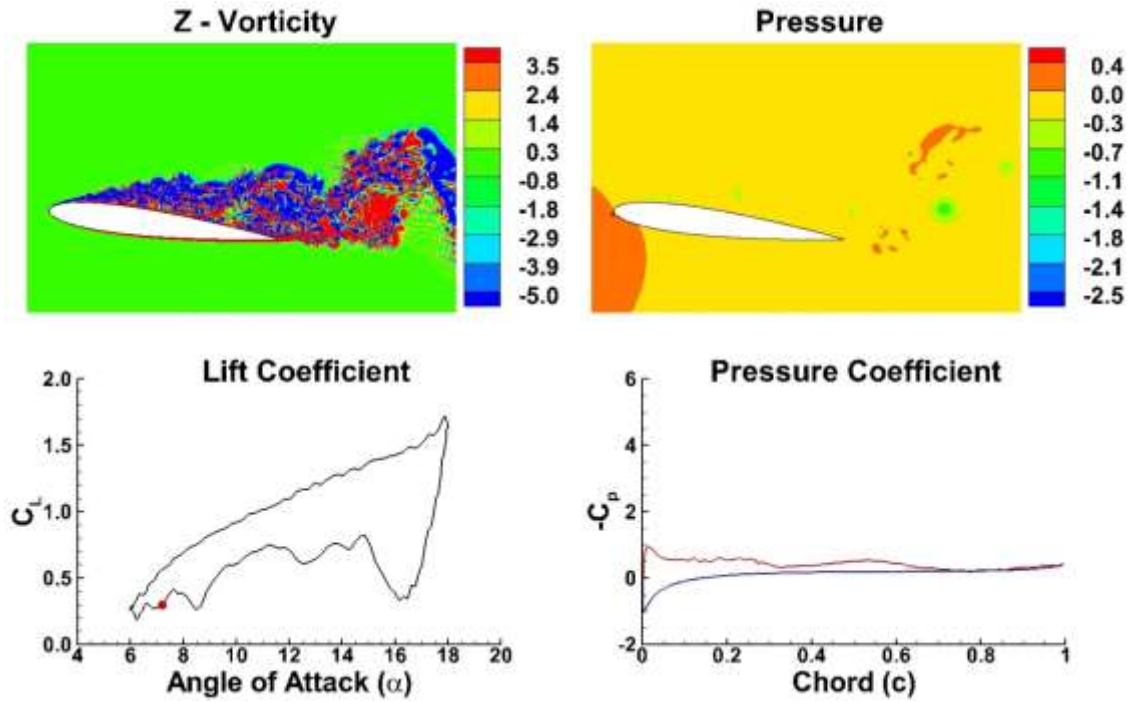 Z - Vorticity
3.5
2.4
1.4
0.3
-0.8
-1.8
-2.9
-3.9
-5.0
Pressure
0.4
0.0
-0.3
-0.7
-1.1
-1.4
-1.8
-2.1
-2.5
Lift Coefficient
2.0
1.5
1.0
0.5
0.0
C_L
4 6 8 10 12 14 16 18 20
Angle of Attack (α)
Pressure Coefficient
6
4
2
0
-2
-C_p
0 0.2 0.4 0.6 0.8 1
Chord (c)